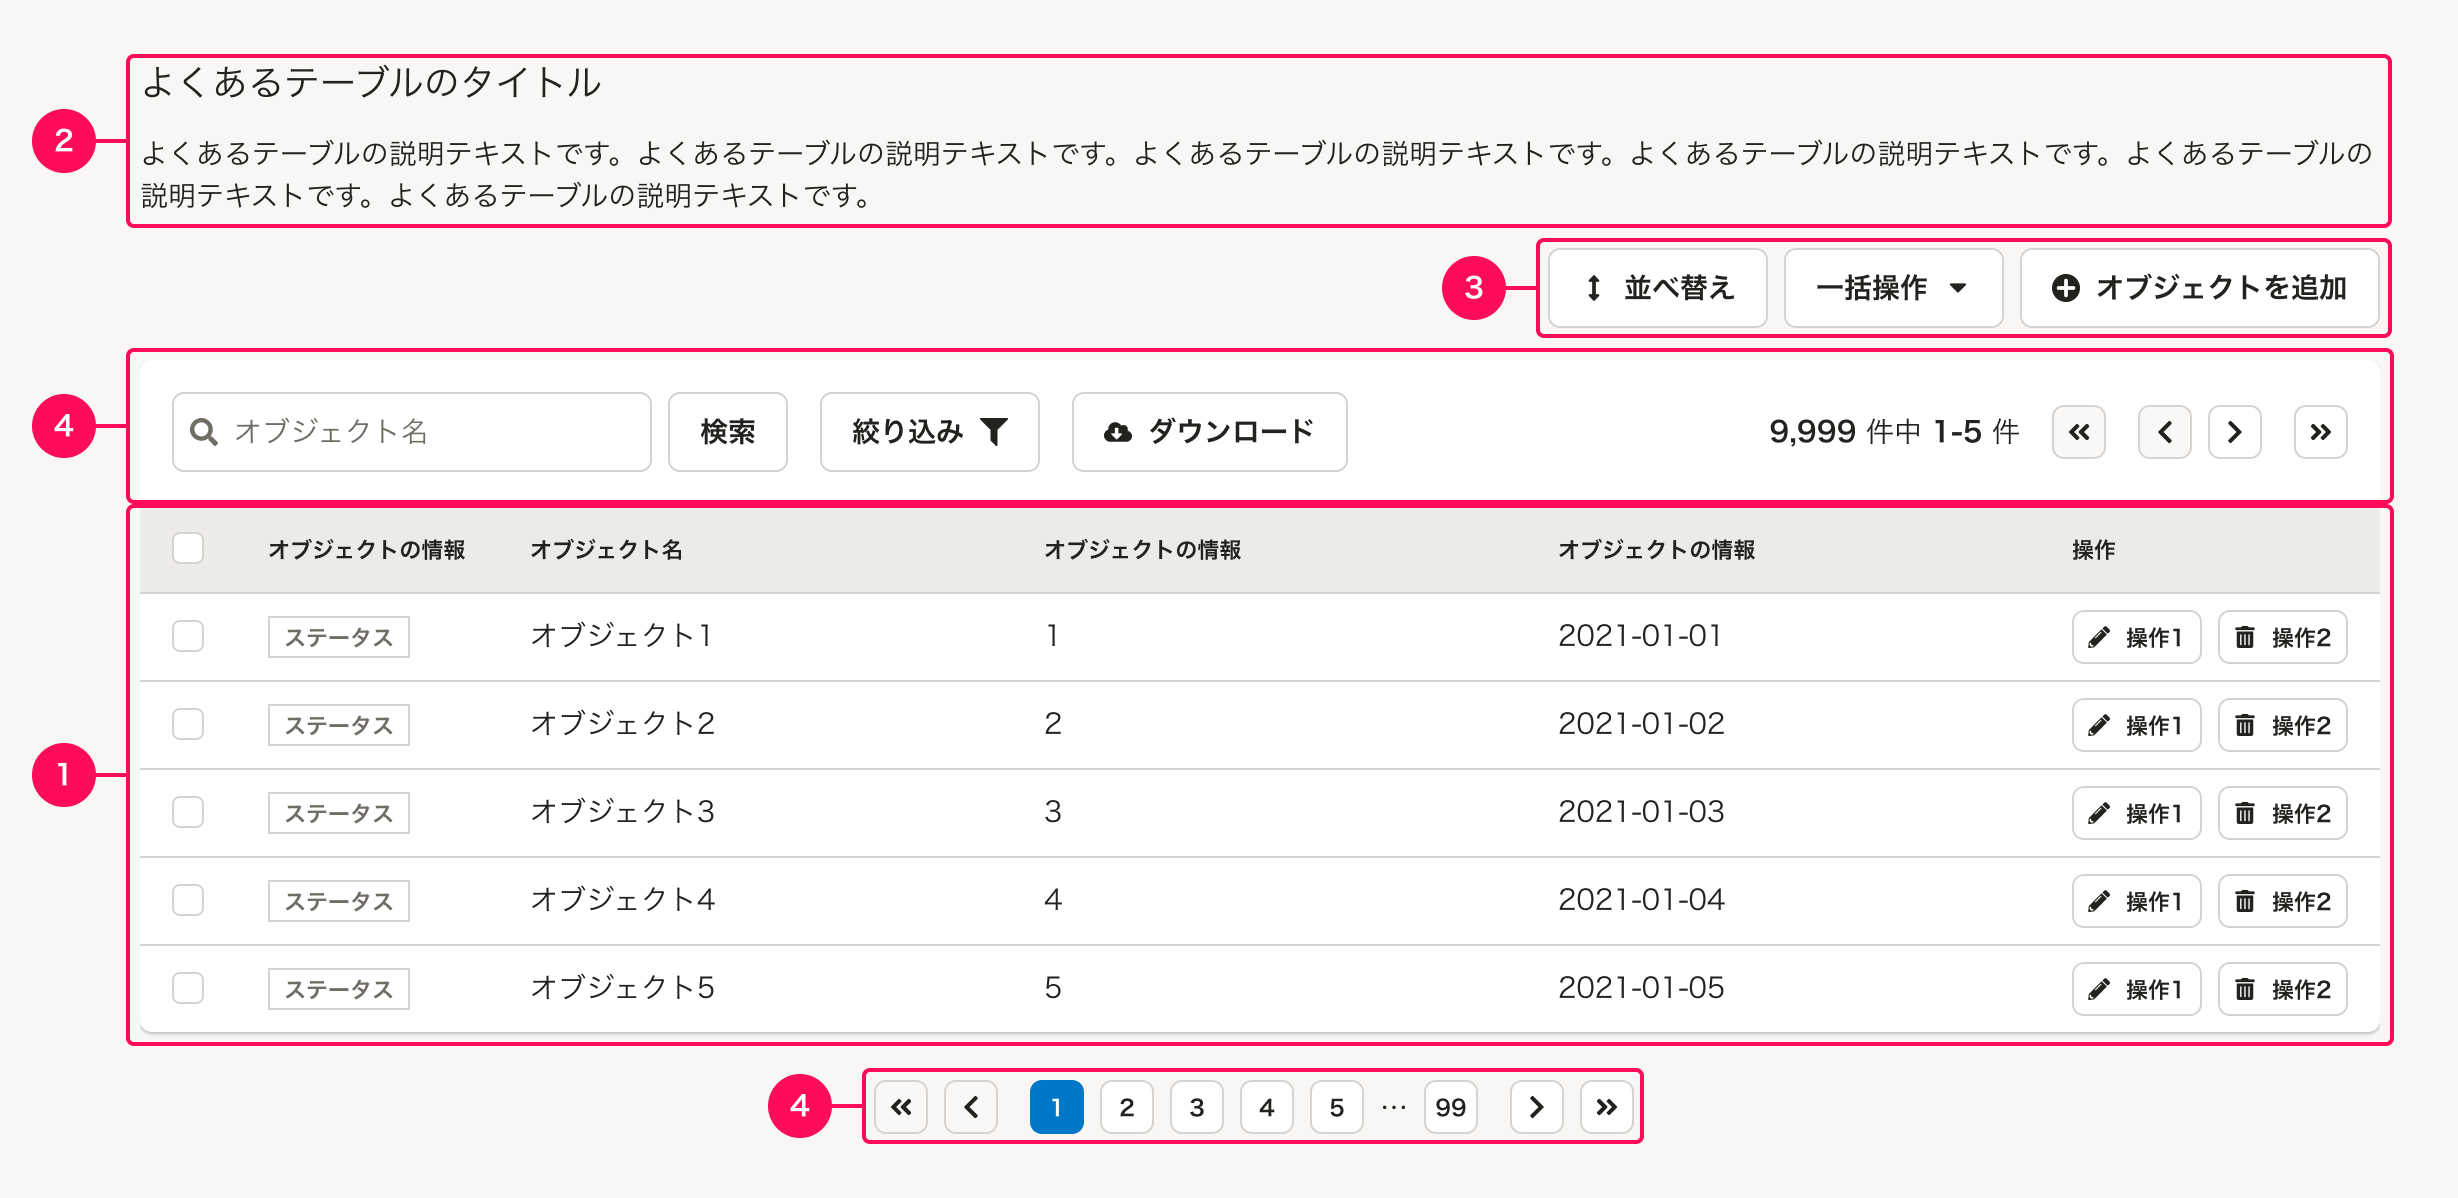 よくあるテーブルのタイトル
2
よくあるテーブルの説明テキストです。よくあるテーブルの説明テキストです。よくあるテーブルの説明テキストです。よくあるテーブルの説明テキストです。よくあるテーブルの
説明テキストです。よくあるテーブルの説明テキストです。
3 並べ替え 一括操作 オブジェクトを追加
4 オブジェクト名 検索 絞り込み ダウンロード 9,999 件中 1-5 件
オブジェクトの情報 オブジェクト名 オブジェクトの情報 オブジェクトの情報 操作
ステータス オブジェクト1 1 2021-01-01 操作1 操作2
ステータス オブジェクト2 2 2021-01-02 操作1 操作2
1
ステータス オブジェクト3 3 2021-01-03 操作1 操作2
ステータス オブジェクト4 4 2021-01-04 操作1 操作2
ステータス オブジェクト5 5 2021-01-05 操作1 操作2
4 1 2 3 4 5 … 99